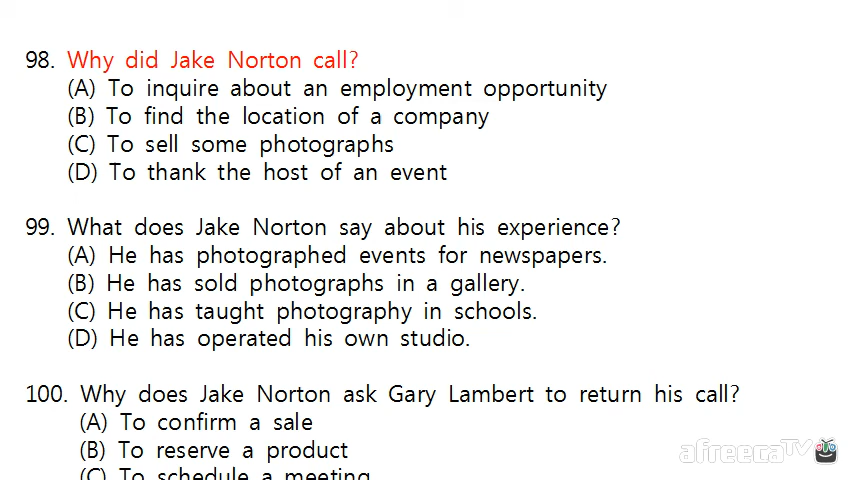 98. Why did Jake Norton call?
(A) To inquire about an employment opportunity
(B) To find the location of a company
(C) To sell some photographs
(D) To thank the host of an event
99. What does Jake Norton say about his experience?
(A) He has photographed events for newspapers.
(B) He has sold photographs in a gallery.
(C) He has taught photography in schools.
(D) He has operated his own studio.
100. Why does Jake Norton ask Gary Lambert to return his call?
(A) To confirm a sale
(B) To reserve a product
(C) To schedule a meeting
afreecaTV